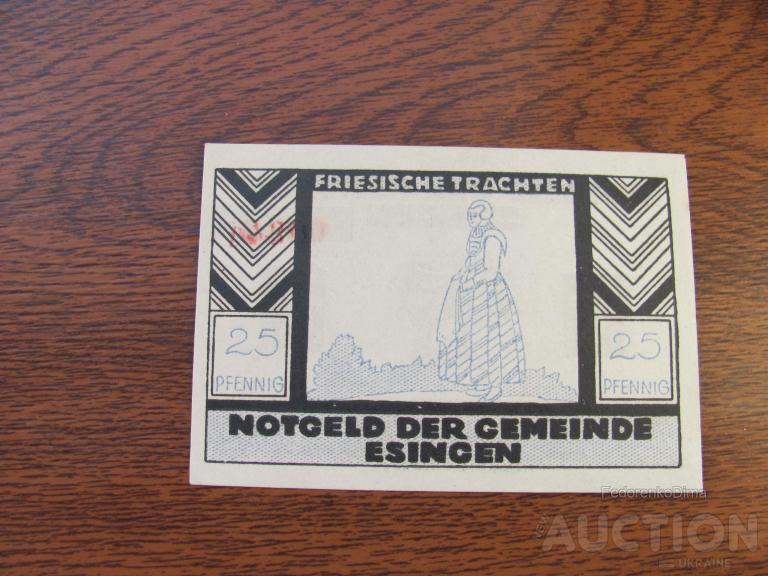 FRIESISCHE TRACHTEN
25
PFENNIG
25
PFENNIG
NOTGELD DER GEMEINDE
ESINGEN
FedorenkoDima
AUCTION
UKRAINE